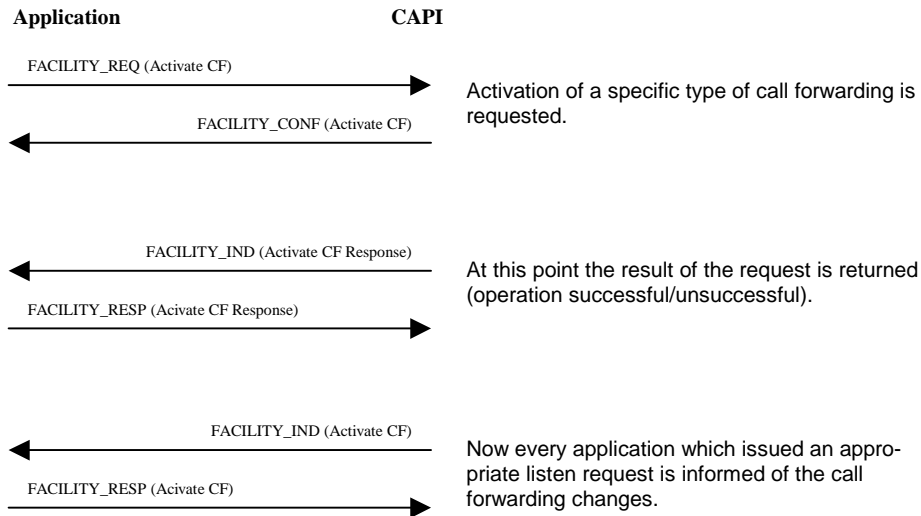 Application CAPI
FACILITY_REQ (Activate CF)
Activation of a specific type of call forwarding is
requested.
FACILITY_CONF (Activate CF)
FACILITY_IND (Activate CF Response)
At this point the result of the request is returned
(operation successful/unsuccessful).
FACILITY_RESP (Acivate CF Response)
FACILITY_IND (Activate CF)
Now every application which issued an appro-
priate listen request is informed of the call
forwarding changes.
FACILITY_RESP (Acivate CF)